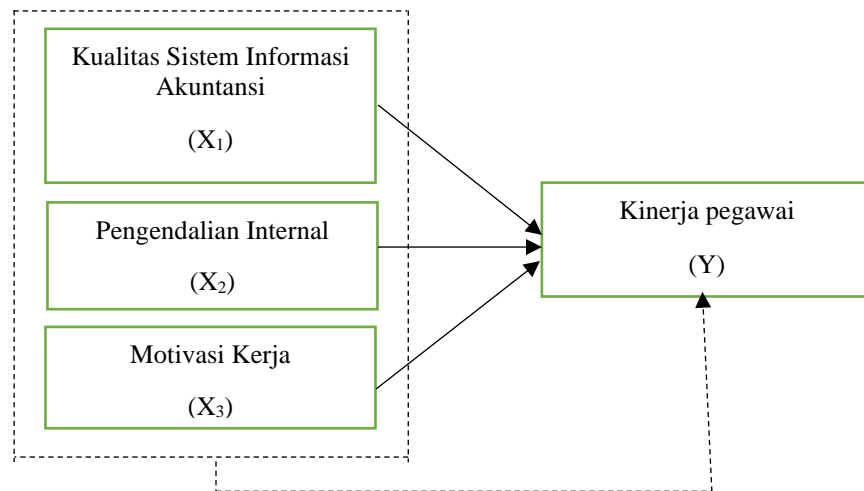 Kualitas Sistem Informasi
Akuntansi
(X₁)
Pengendalian Internal
(X₂)
Motivasi Kerja
(X₃)
Kinerja pegawai
(Y)